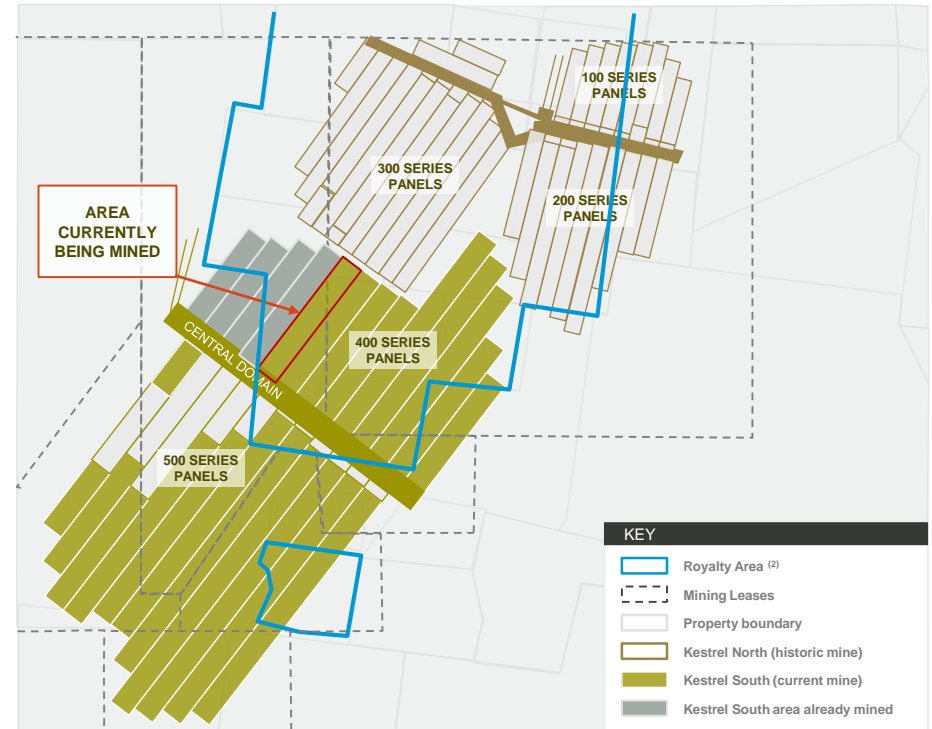 100 SERIES
PANELS
300 SERIES
PANELS
200 SERIES
PANELS
AREA
CURRENTLY
BEING MINED
400 SERIES
PANELS
CENTRAL DOMAIN
500 SERIES
PANELS
KEY
Royalty Area (2)
Mining Leases
Property boundary
Kestrel North (historic mine)
Kestrel South (current mine)
Kestrel South area already mined